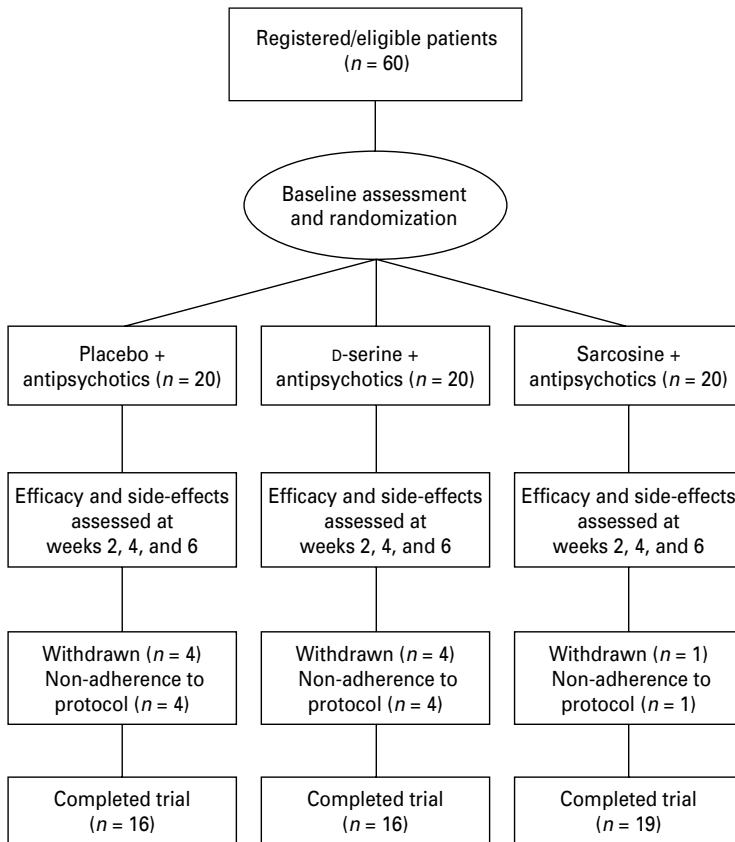 Registered/eligible patients
(n = 60)
Baseline assessment
and randomization
Placebo +
antipsychotics (n = 20)
D-serine +
antipsychotics (n = 20)
Sarcosine +
antipsychotics (n = 20)
Efficacy and side-effects
assessed at
weeks 2, 4, and 6
Efficacy and side-effects
assessed at
weeks 2, 4, and 6
Efficacy and side-effects
assessed at
weeks 2, 4, and 6
Withdrawn (n = 4)
Non-adherence to
protocol (n = 4)
Withdrawn (n = 4)
Non-adherence to
protocol (n = 4)
Withdrawn (n = 1)
Non-adherence to
protocol (n = 1)
Completed trial
(n = 16)
Completed trial
(n = 16)
Completed trial
(n = 19)